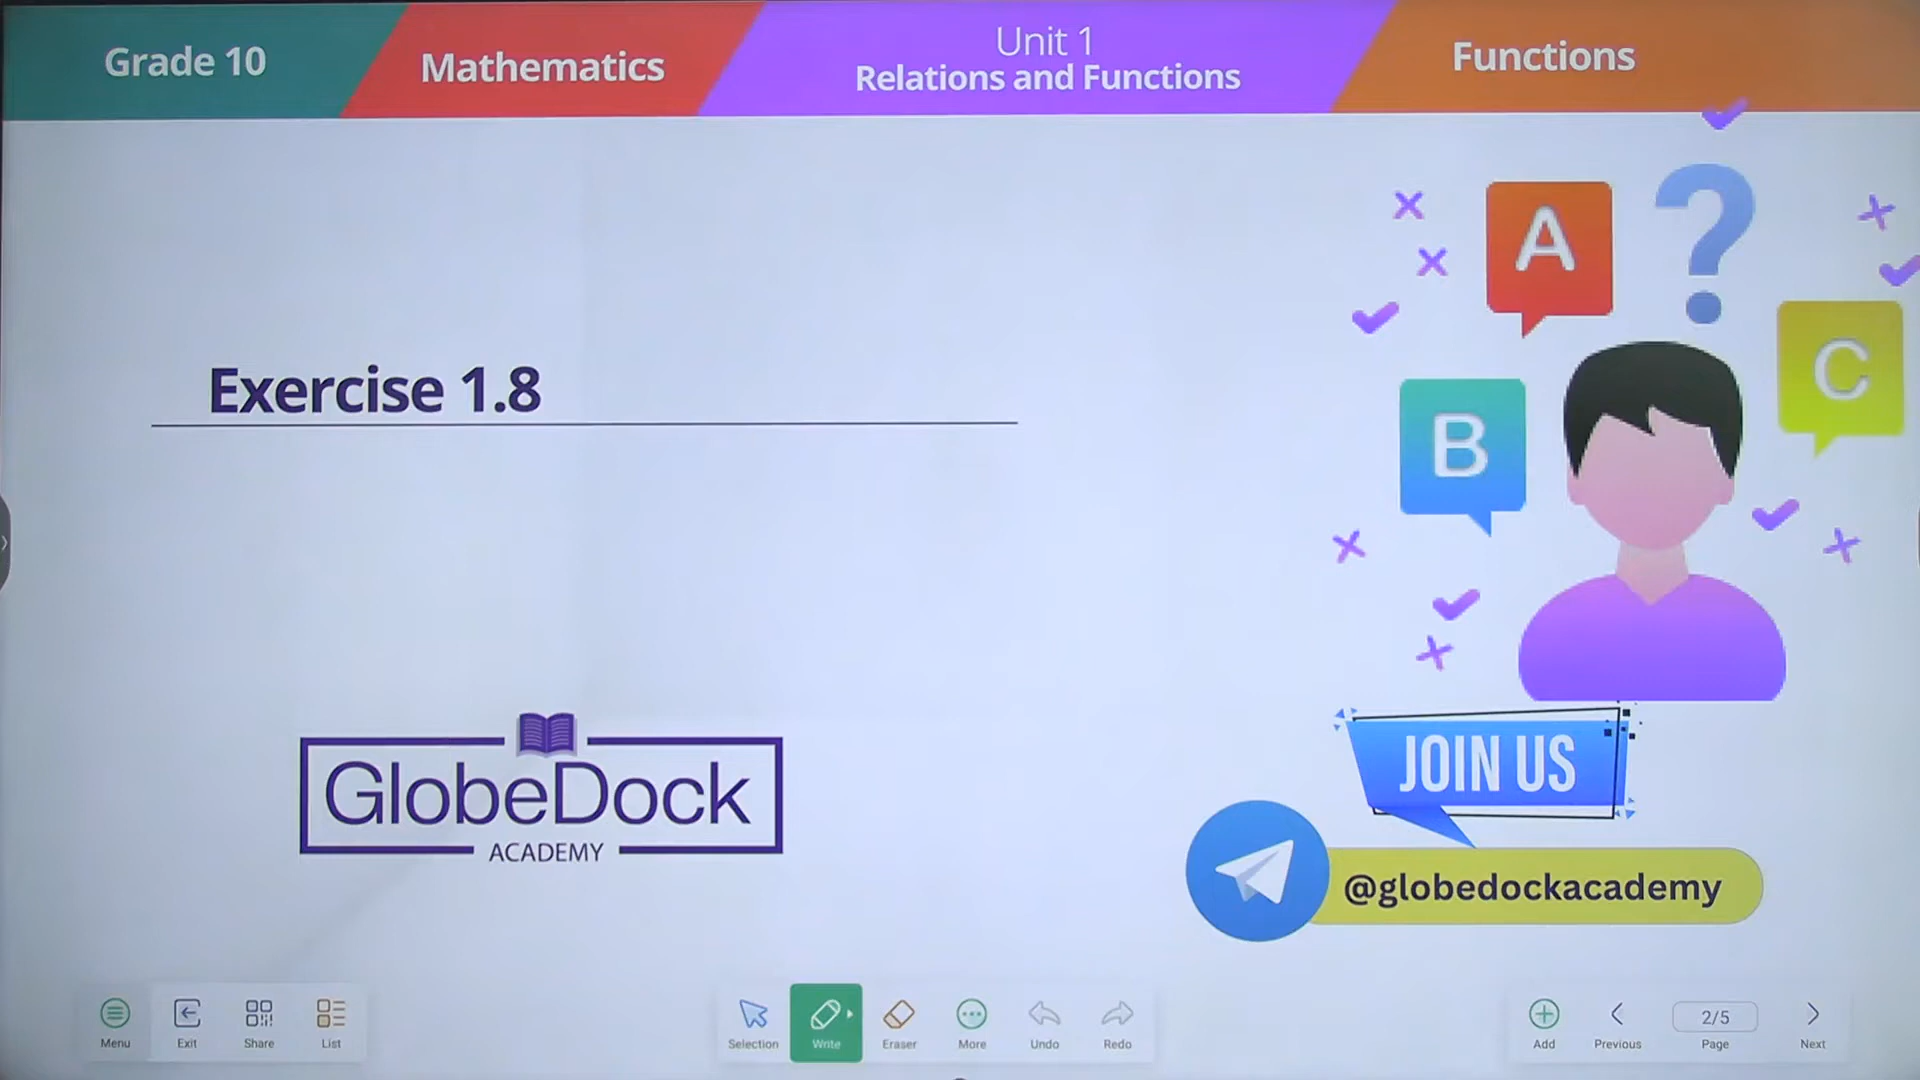 Grade 10
Mathematics
Unit 1
Relations and Functions
Functions
Exercise 1.8
A
?
B
C
GlobeDock
ACADEMY
JOIN US
@globedockacademy
Menu
Exit
Share
List
Selection
Write
Eraser
More
Undo
Redo
Add
Previous
2/5
Page
Next